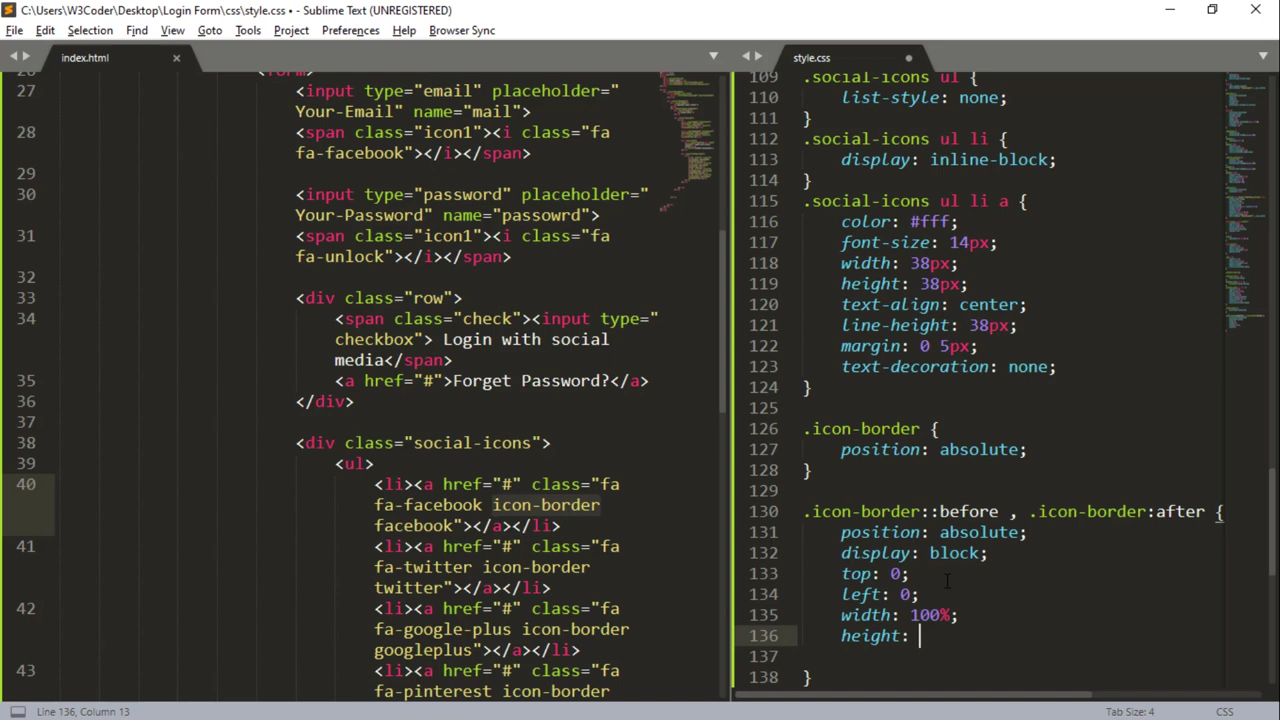 C:\Users\W3Coder\Desktop\Login Form\css\style.css • - Sublime Text (UNREGISTERED)
File Edit Selection Find View Goto Tools Project Preferences Help Browser Sync
index.html
26 <form>
27 <input type="email" placeholder="
Your-Email" name="mail">
28 <span class="icon1"><i class="fa
fa-facebook"></i></span>
29
30 <input type="password" placeholder="
Your-Password" name="passowrd">
31 <span class="icon1"><i class="fa
fa-unlock"></i></span>
32
33 <div class="row">
34 <span class="check"><input type="
checkbox"> Login with social
media</span>
35 <a href="#">Forget Password?</a>
36 </div>
37
38 <div class="social-icons">
39 <ul>
40 <li><a href="#" class="fa
fa-facebook icon-border
facebook"></a></li>
41 <li><a href="#" class="fa
fa-twitter icon-border
twitter"></a></li>
42 <li><a href="#" class="fa
fa-google-plus icon-border
googleplus"></a></li>
43 <li><a href="#" class="fa
fa-pinterest icon-border
style.css
109 .social-icons ul {
110 list-style: none;
111 }
112 .social-icons ul li {
113 display: inline-block;
114 }
115 .social-icons ul li a {
116 color: #fff;
117 font-size: 14px;
118 width: 38px;
119 height: 38px;
120 text-align: center;
121 line-height: 38px;
122 margin: 0 5px;
123 text-decoration: none;
124 }
125
126 .icon-border {
127 position: absolute;
128 }
129
130 .icon-border::before , .icon-border:after {
131 position: absolute;
132 display: block;
133 top: 0;
134 left: 0;
135 width: 100%;
136 height:
137
138 }
Line 136, Column 13
Tab Size: 4
CSS